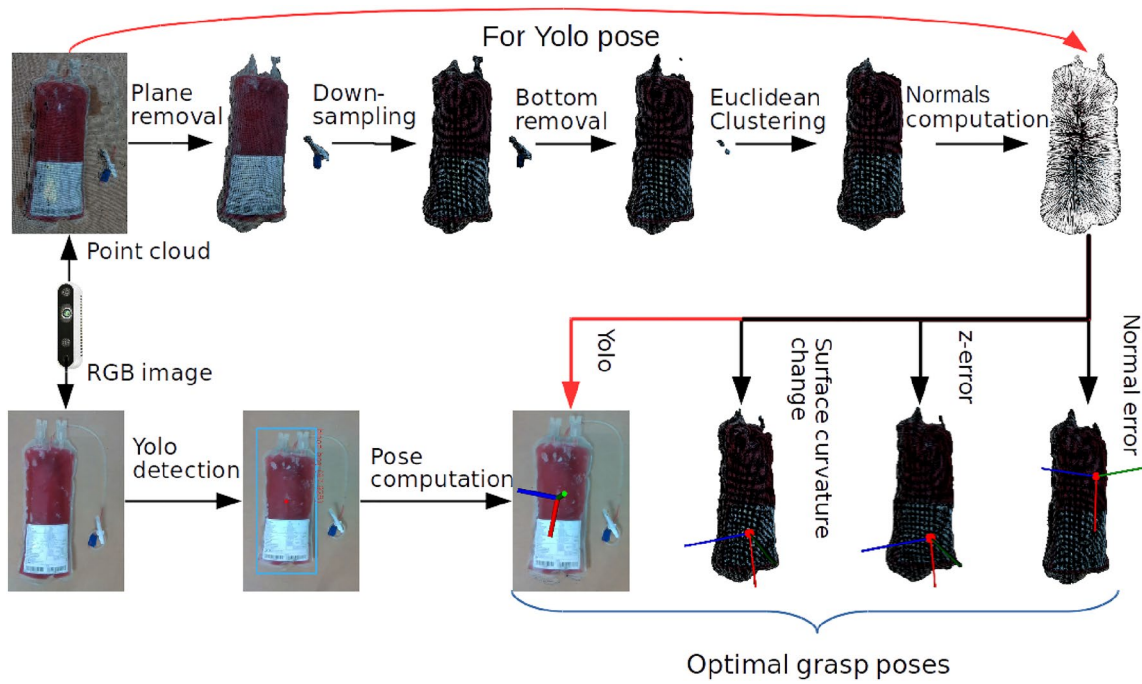 For Yolo pose
Plane
removal
Down-
sampling
Bottom
removal
Euclidean
Clustering
Normals
computation
Point cloud
RGB image
Yolo
detection
Pose
computation
Yolo
Surface curvature
change
z-error
Normal error
Optimal grasp poses